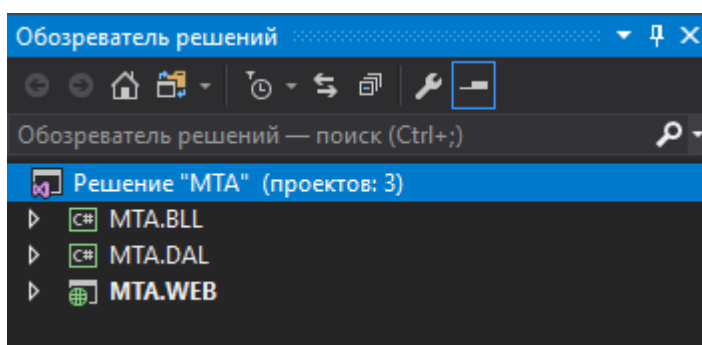 Обозреватель решений
Обозреватель решений — поиск (Ctrl+;)
Решение "MTA" (проектов: 3)
C# MTA.BLL
C# MTA.DAL
MTA.WEB